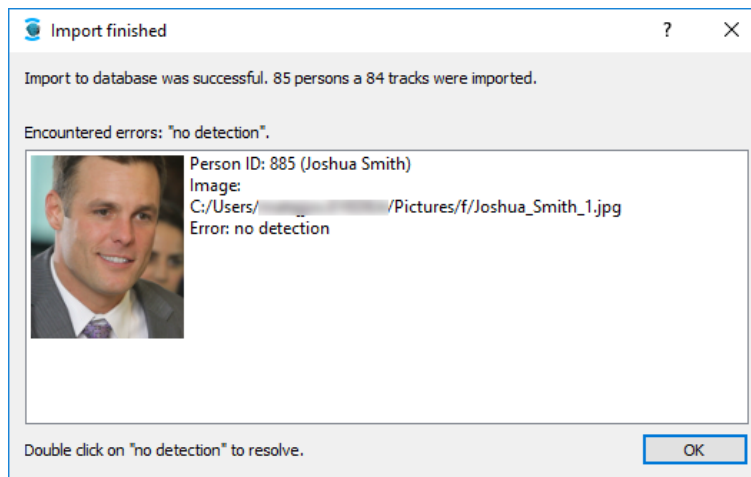 Import finished
Import to database was successful. 85 persons a 84 tracks were imported.
Encountered errors: "no detection".
Person ID: 885 (Joshua Smith)
Image:
C:/Users/ /Pictures/f/Joshua_Smith_1.jpg
Error: no detection
Double click on "no detection" to resolve.
OK